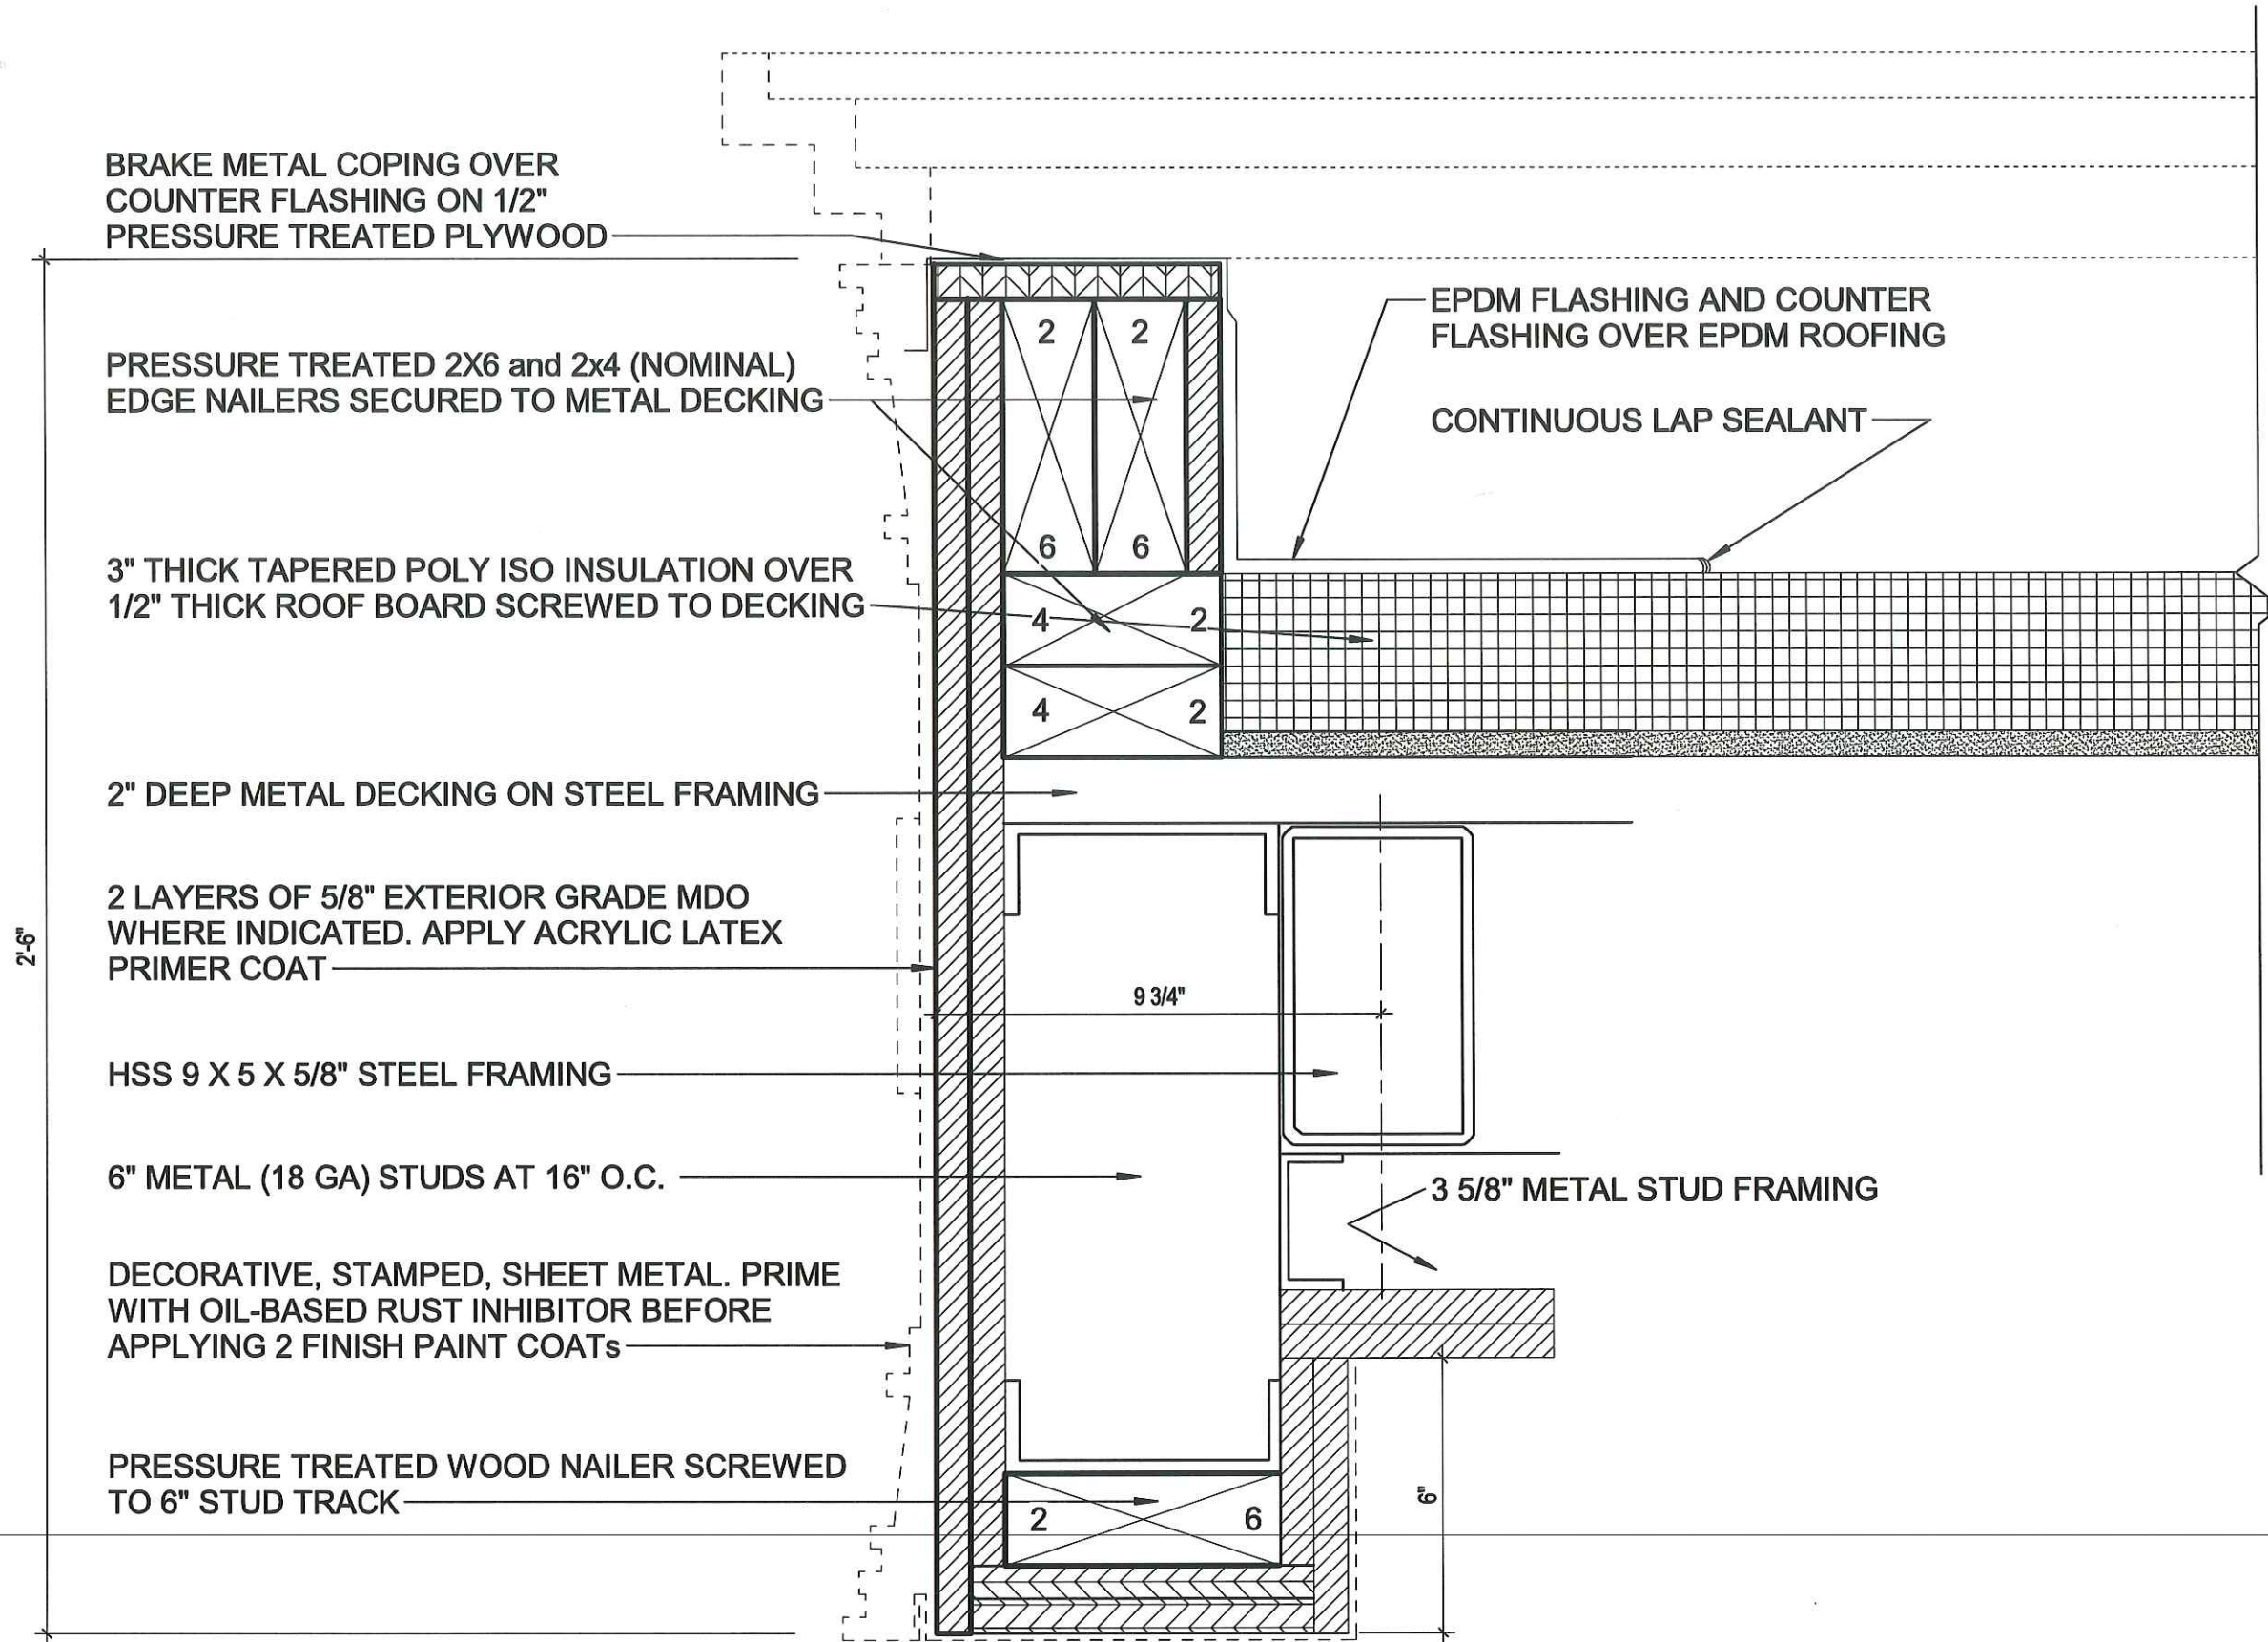 BRAKE METAL COPING OVER
COUNTER FLASHING ON 1/2"
PRESSURE TREATED PLYWOOD
EPDM FLASHING AND COUNTER
FLASHING OVER EPDM ROOFING
2
2
PRESSURE TREATED 2X6 and 2x4 (NOMINAL)
EDGE NAILERS SECURED TO METAL DECKING
CONTINUOUS LAP SEALANT
6
6
3" THICK TAPERED POLY ISO INSULATION OVER
1/2" THICK ROOF BOARD SCREWED TO DECKING
4
2
4
2
2" DEEP METAL DECKING ON STEEL FRAMING
2 LAYERS OF 5/8" EXTERIOR GRADE MDO
WHERE INDICATED. APPLY ACRYLIC LATEX
PRIMER COAT
2'-6"
9 3/4"
HSS 9 X 5 X 5/8" STEEL FRAMING
6" METAL (18 GA) STUDS AT 16" O.C.
3 5/8" METAL STUD FRAMING
DECORATIVE, STAMPED, SHEET METAL. PRIME
WITH OIL-BASED RUST INHIBITOR BEFORE
APPLYING 2 FINISH PAINT COATs
PRESSURE TREATED WOOD NAILER SCREWED
TO 6" STUD TRACK
2
6
6"